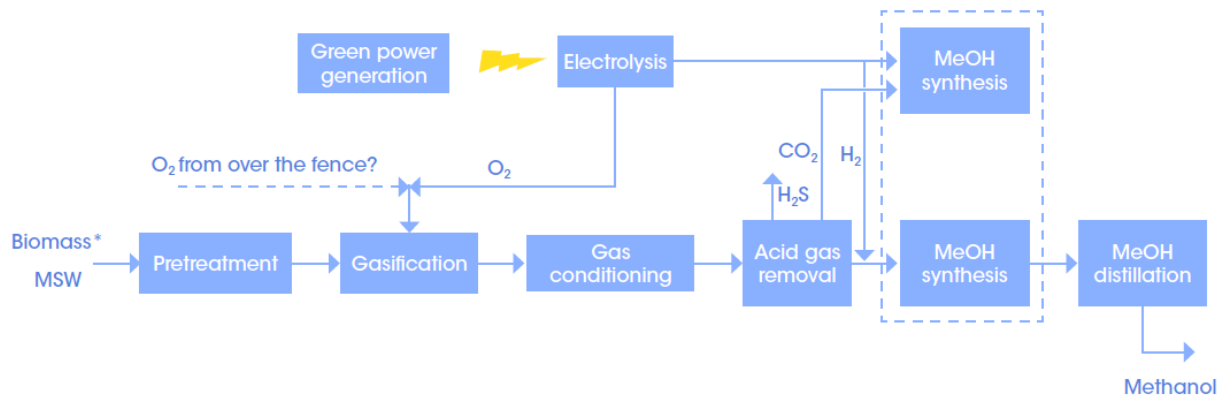 Green power
generation
Electrolysis
MeOH
synthesis
O₂ from over the fence?
O₂
CO₂
H₂
H₂S
Biomass*
MSW
Pretreatment
Gasification
Gas
conditioning
Acid gas
removal
MeOH
synthesis
MeOH
distillation
Methanol